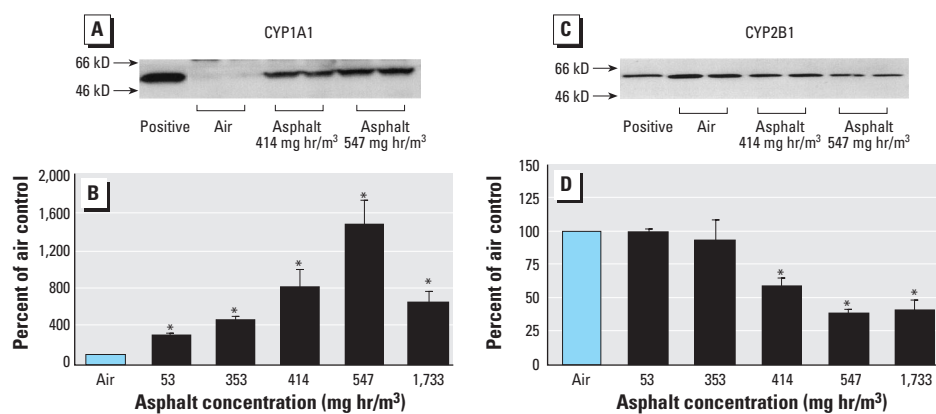 A
CYP1A1
66 kD
46 kD
Positive
Air
Asphalt
414 mg hr/m³
Asphalt
547 mg hr/m³
B
Percent of air control
2,000
1,600
1,200
800
400
0
*
*
*
*
*
Air
53
353
414
547
1,733
Asphalt concentration (mg hr/m³)
C
CYP2B1
66 kD
46 kD
Positive
Air
Asphalt
414 mg hr/m³
Asphalt
547 mg hr/m³
D
Percent of air control
150
125
100
75
50
25
0
*
*
*
Air
53
353
414
547
1,733
Asphalt concentration (mg hr/m³)